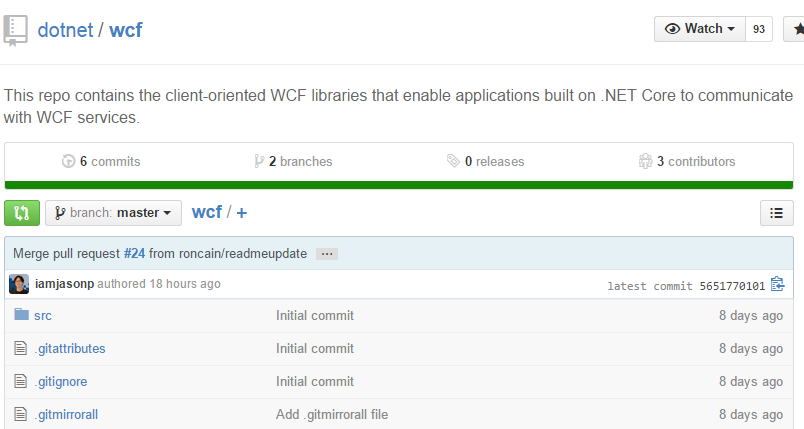 dotnet / wcf
Watch 93
This repo contains the client-oriented WCF libraries that enable applications built on .NET Core to communicate
with WCF services.
6 commits 2 branches 0 releases 3 contributors
branch: master wcf / +
Merge pull request #24 from roncain/readmeupdate ...
iamjasonp authored 18 hours ago latest commit 5651770101
src Initial commit 8 days ago
.gitattributes Initial commit 8 days ago
.gitignore Initial commit 8 days ago
.gitmirrorall Add .gitmirrorall file 8 days ago